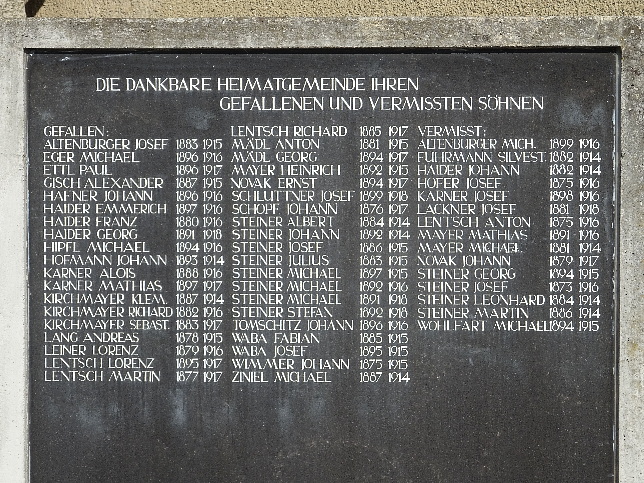 DIE DANKBARE HEIMATGEMEINDE IHREN
GEFALLENEN UND VERMISSTEN SÖHNEN
GEFALLEN:
ALTENBURGER JOSEF 1883 1915
EGER MICHAEL 1896 1916
ETTL PAUL 1896 1917
GISCH ALEXANDER 1887 1915
HAFNER JOHANN 1896 1916
HAIDER EMMERICH 1897 1916
HAIDER FRANZ 1880 1916
HAIDER GEORG 1891 1918
HIPFL MICHAEL 1894 1916
HOFMANN JOHANN 1893 1914
KARNER ALOIS 1888 1916
KARNER MATHIAS 1897 1917
KIRCHMAYER KLEM. 1887 1914
KIRCHMAYER RICHARD 1882 1916
KIRCHMAYER SEBAST. 1883 1917
LANG ANDREAS 1878 1915
LEINER LORENZ 1879 1916
LENTSCH LORENZ 1895 1917
LENTSCH MARTIN 1877 1917
LENTSCH RICHARD 1885 1917
MÄDL ANTON 1881 1915
MÄDL GEORG 1894 1917
MAYER HEINRICH 1892 1915
NOVAK ERNST 1894 1917
SCHLUTTNER JOSEF 1899 1918
SCHOPF JOHANN 1876 1917
STEINER ALBERT 1884 1914
STEINER JOHANN 1892 1914
STEINER JOSEF 1886 1915
STEINER JULIUS 1883 1915
STEINER MICHAEL 1897 1915
STEINER MICHAEL 1892 1916
STEINER MICHAEL 1891 1918
STEINER STEFAN 1892 1918
TOMSCHITZ JOHANN 1896 1916
WABA FABIAN 1885 1915
WABA JOSEF 1895 1915
WIMMER JOHANN 1875 1915
ZINIEL MICHAEL 1887 1914
VERMISST:
ALTENBURGER MICH. 1899 1916
FUHRMANN SILVEST. 1882 1914
HAIDER JOHANN 1882 1914
HOFER JOSEF 1875 1916
KARNER JOSEF 1898 1916
LACKNER JOSEF 1881 1918
LENTSCH ANTON 1875 1916
MAYER MATHIAS 1891 1916
MAYER MICHAEL 1881 1914
NOVAK JOHANN 1879 1917
STEINER GEORG 1894 1915
STEINER JOSEF 1873 1916
STEINER LEONHARD 1884 1914
STEINER MARTIN 1886 1914
WOHLFART MICHAEL 1894 1915